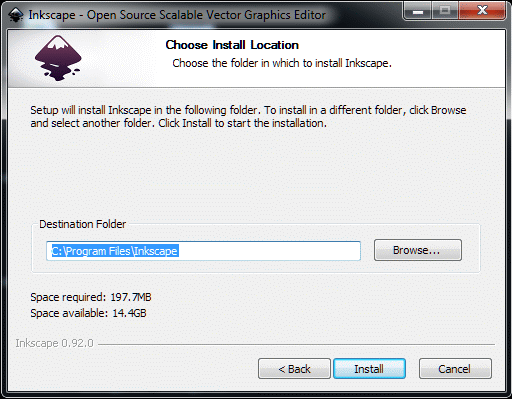 Inkscape - Open Source Scalable Vector Graphics Editor
Choose Install Location
Choose the folder in which to install Inkscape.
Setup will install Inkscape in the following folder. To install in a different folder, click Browse
and select another folder. Click Install to start the installation.
Destination Folder
C:\Program Files\Inkscape
Browse...
Space required: 197.7MB
Space available: 14.4GB
Inkscape 0.92.0
< Back
Install
Cancel